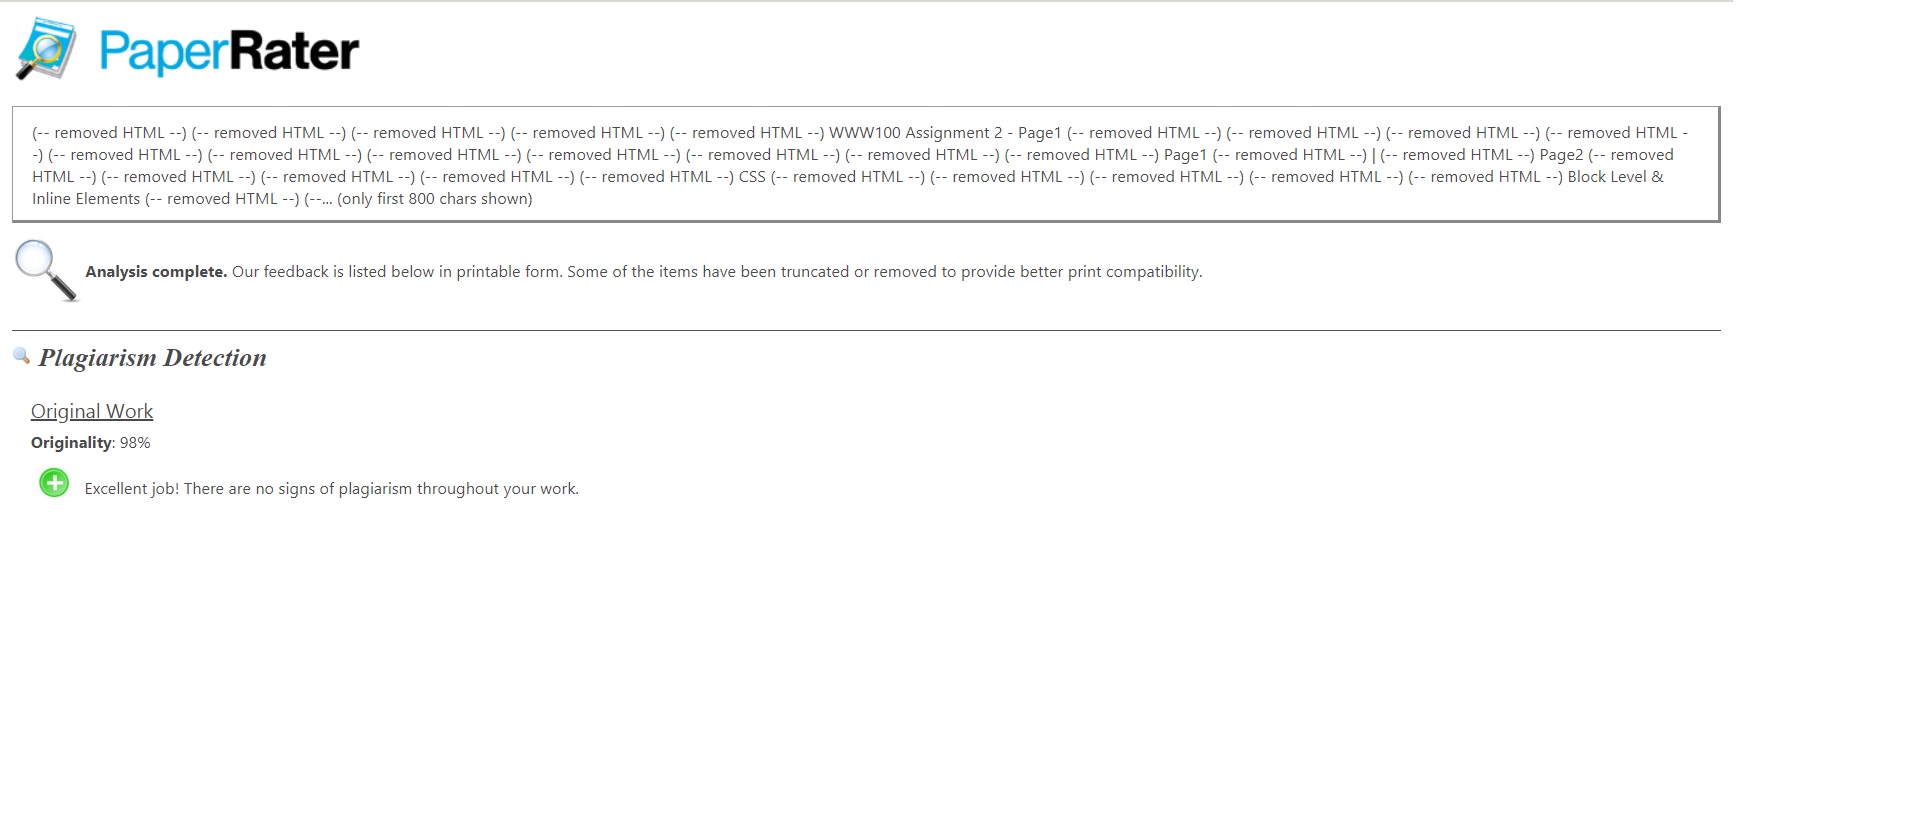 PaperRater
(-- removed HTML --) (-- removed HTML --) (-- removed HTML --) (-- removed HTML --) (-- removed HTML --) WWW100 Assignment 2 - Page1 (-- removed HTML --) (-- removed HTML --) (-- removed HTML --) (-- removed HTML -
-) (-- removed HTML --) (-- removed HTML --) (-- removed HTML --) (-- removed HTML --) (-- removed HTML --) (-- removed HTML --) (-- removed HTML --) Page1 (-- removed HTML --) | (-- removed HTML --) Page2 (-- removed
HTML --) (-- removed HTML --) (-- removed HTML --) (-- removed HTML --) (-- removed HTML --) CSS (-- removed HTML --) (-- removed HTML --) (-- removed HTML --) (-- removed HTML --) (-- removed HTML --) Block Level &
Inline Elements (-- removed HTML --) (--... (only first 800 chars shown)
Analysis complete. Our feedback is listed below in printable form. Some of the items have been truncated or removed to provide better print compatibility.
Plagiarism Detection
Original Work
Originality: 98%
Excellent job! There are no signs of plagiarism throughout your work.